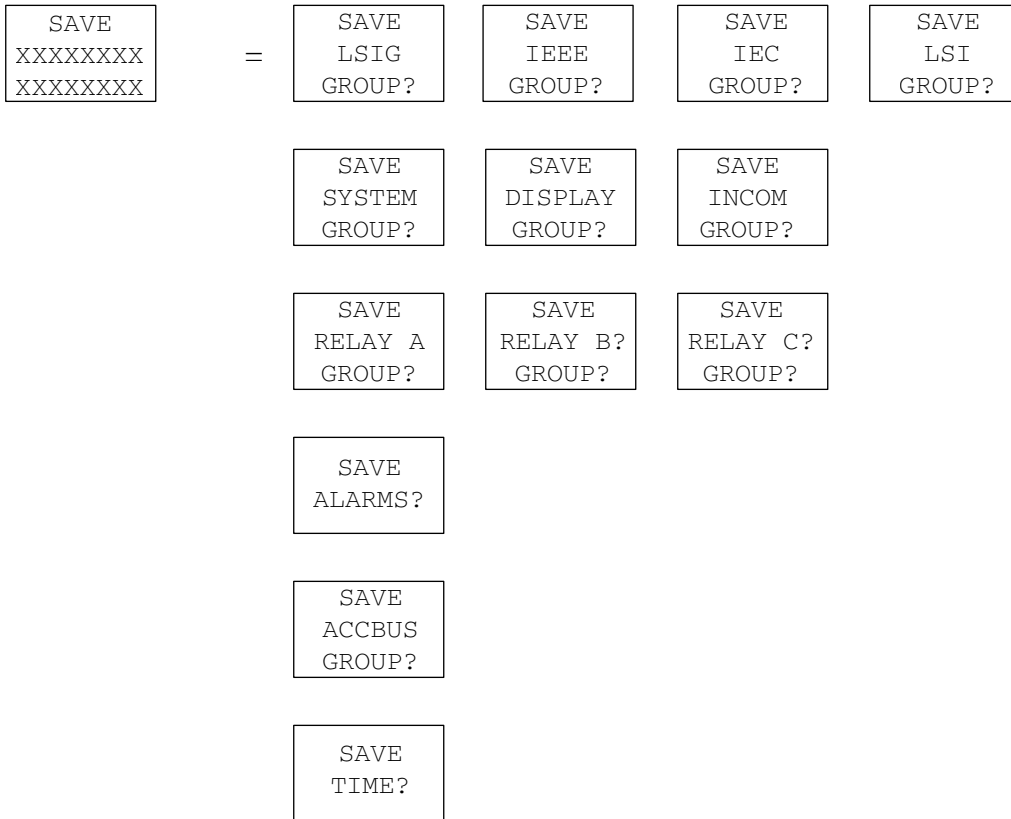 SAVE
XXXXXXXX
XXXXXXXX
=
SAVE
LSIG
GROUP?
SAVE
IEEE
GROUP?
SAVE
IEC
GROUP?
SAVE
LSI
GROUP?
SAVE
SYSTEM
GROUP?
SAVE
DISPLAY
GROUP?
SAVE
INCOM
GROUP?
SAVE
RELAY A
GROUP?
SAVE
RELAY B?
GROUP?
SAVE
RELAY C?
GROUP?
SAVE
ALARMS?
SAVE
ACCBUS
GROUP?
SAVE
TIME?